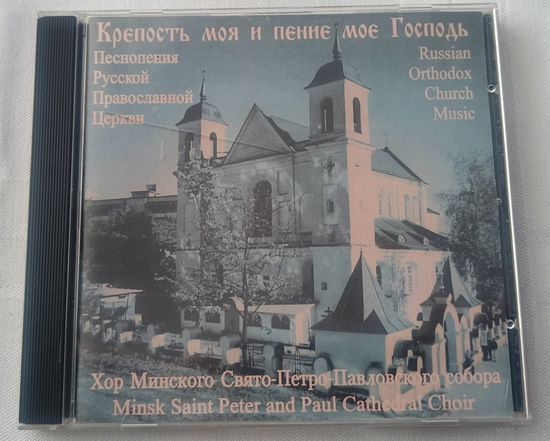 Крепость моя и пение мое Господь
Песнопения
Русской
Православной
Церкви
Russian
Orthodox
Church
Music
Хор Минского Свято-Петро-Павловского собора
Minsk Saint Peter and Paul Cathedral Choir